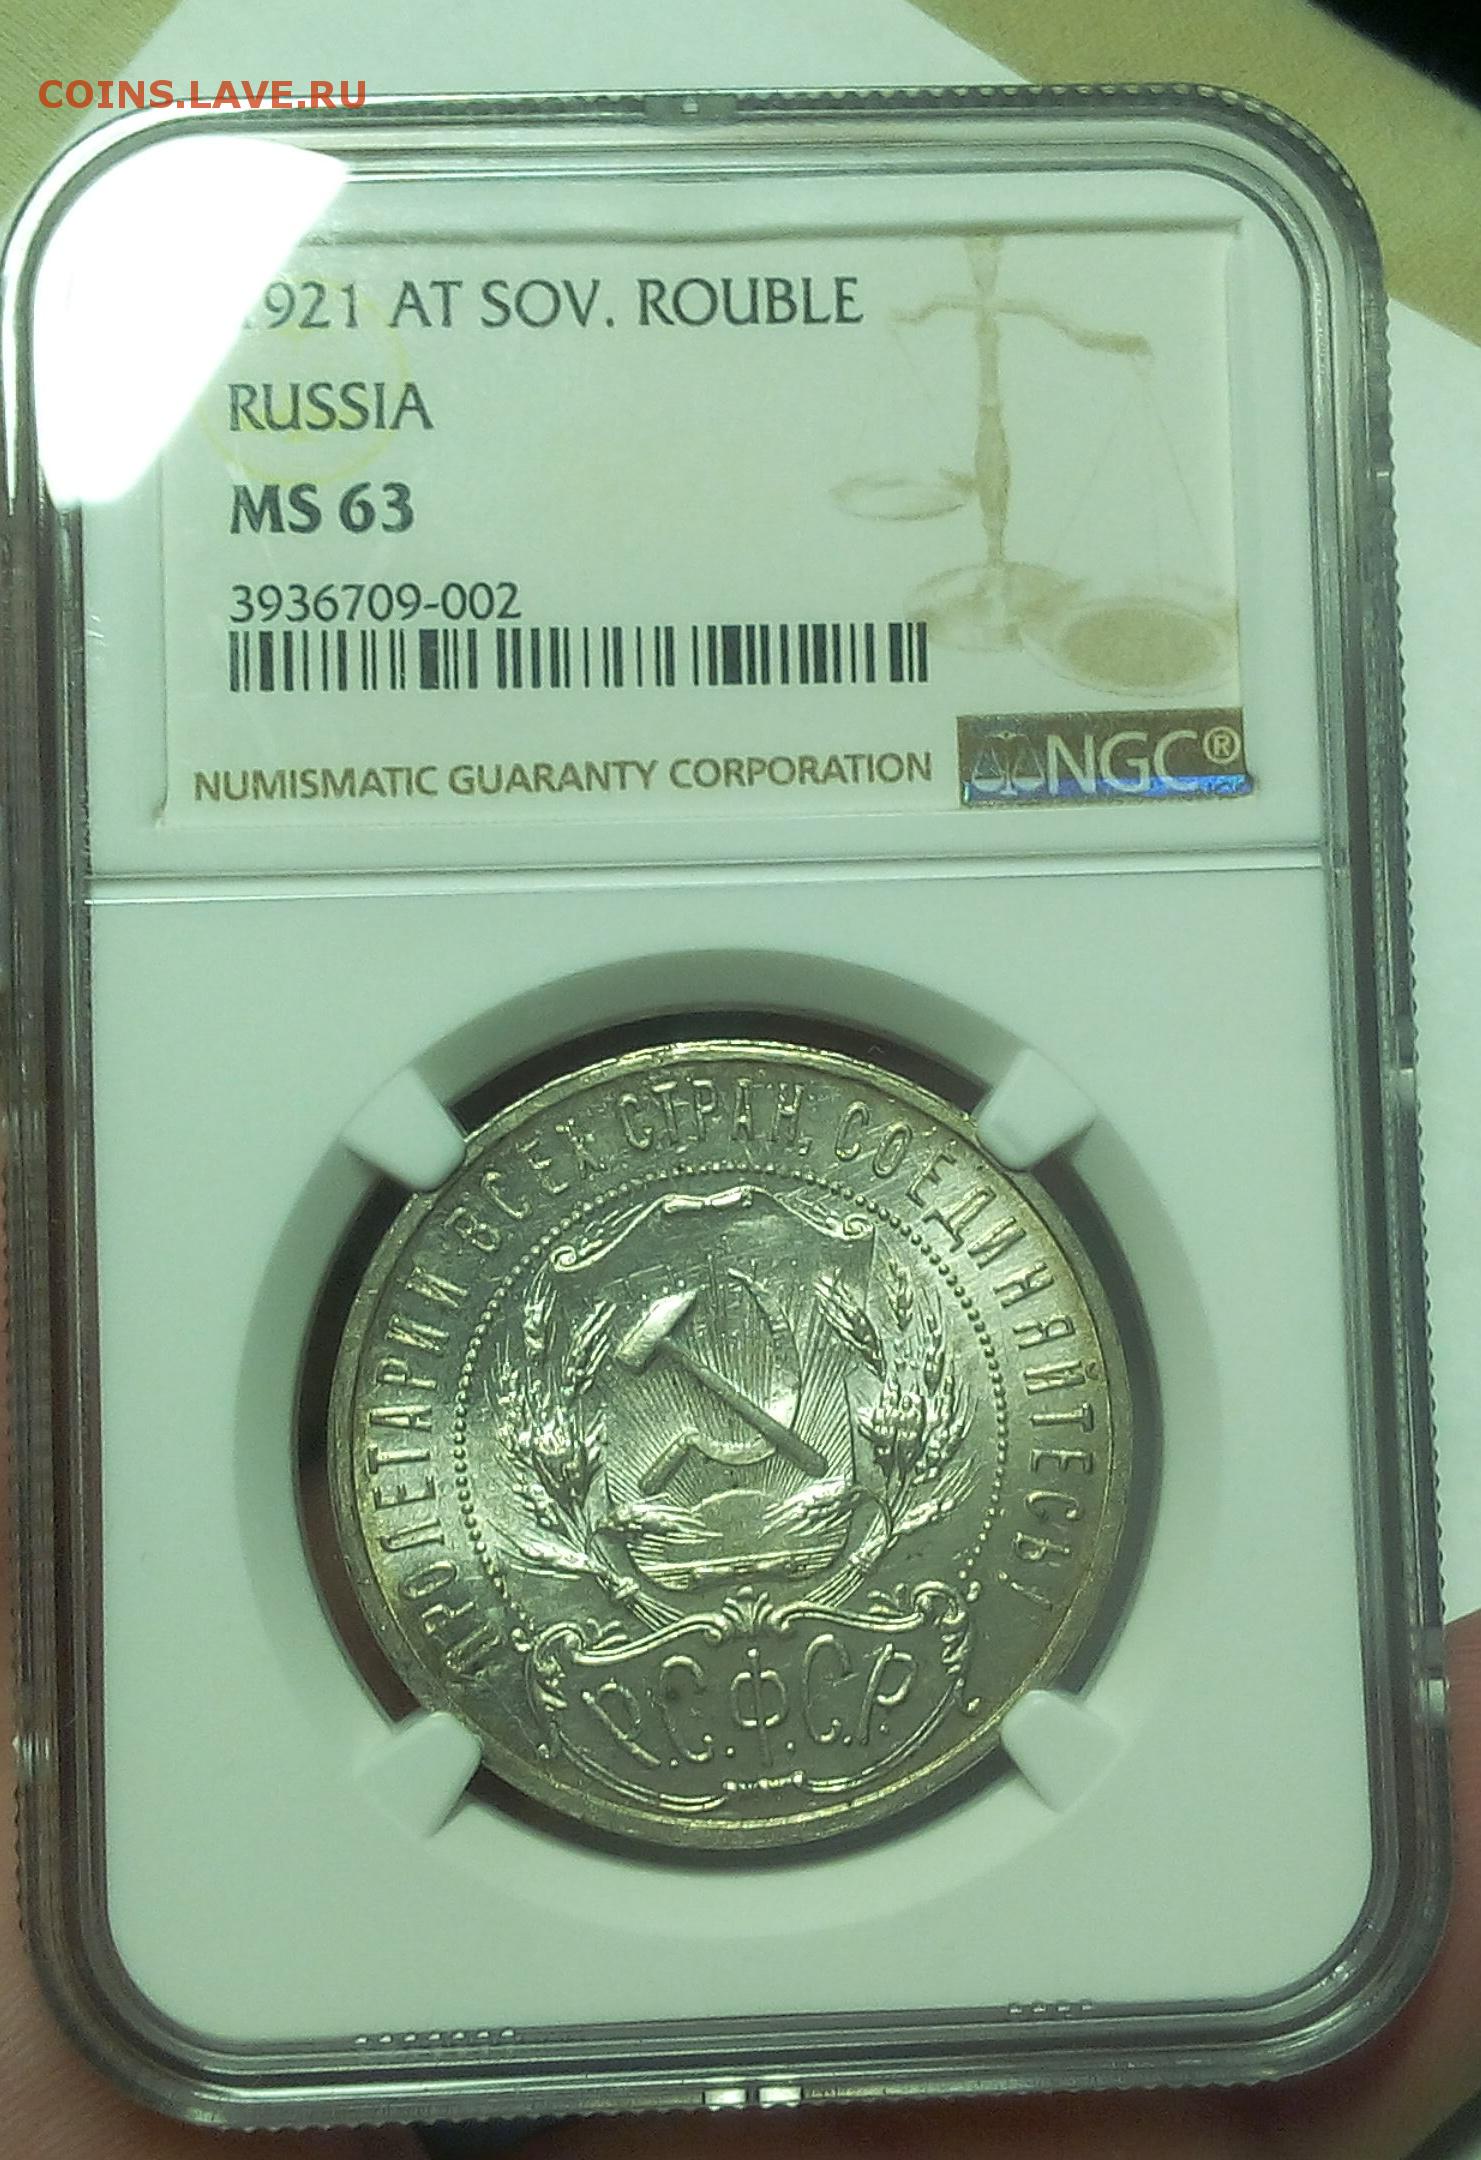 COINS.LAVE.RU
1921 AT SOV. ROUBLE
RUSSIA
MS 63
3936709-002
NUMISMATIC GUARANTY CORPORATION
NGC®
ПРОЛЕТАРИИ ВСЕХ СТРАН, СОЕДИНЯЙТЕСЬ!
Р.С.Ф.С.Р.